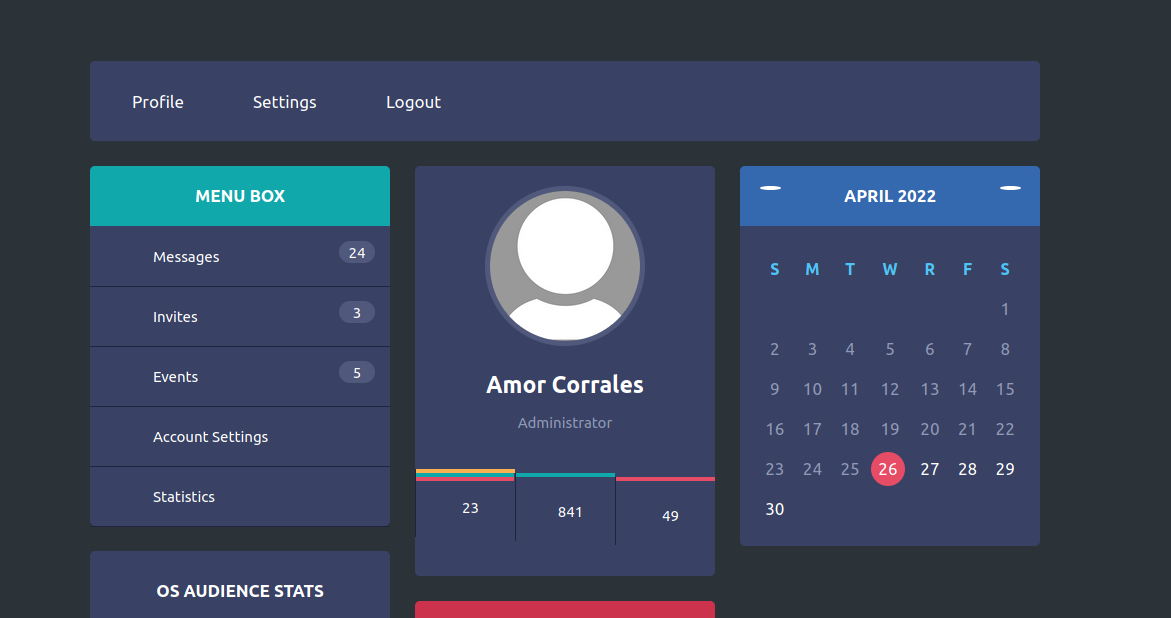 Profile Settings Logout
MENU BOX
Messages 24
Invites 3
Events 5
Account Settings
Statistics
OS AUDIENCE STATS
Amor Corrales
Administrator
23 841 49
APRIL 2022
S M T W R F S
1
2 3 4 5 6 7 8
9 10 11 12 13 14 15
16 17 18 19 20 21 22
23 24 25 26 27 28 29
30